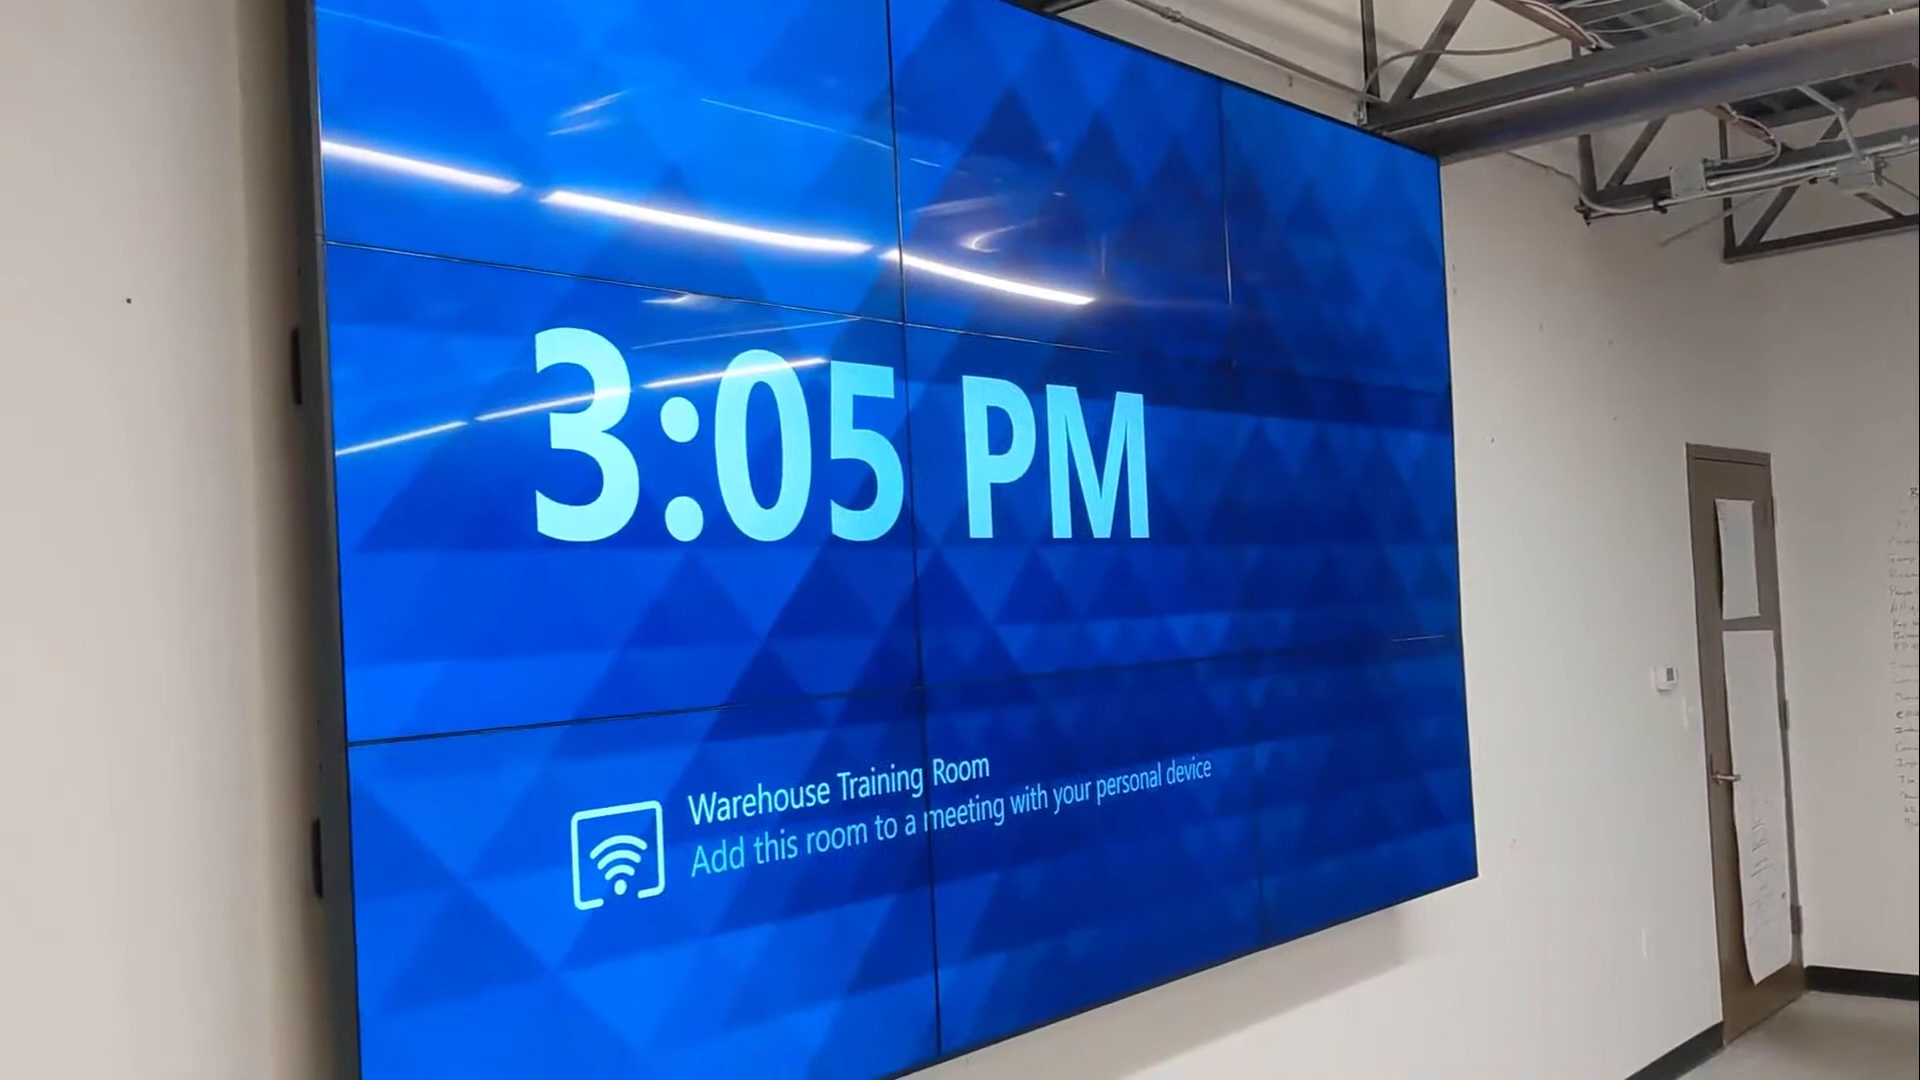 3:05 PM
Warehouse Training Room
Add this room to a meeting with your personal device